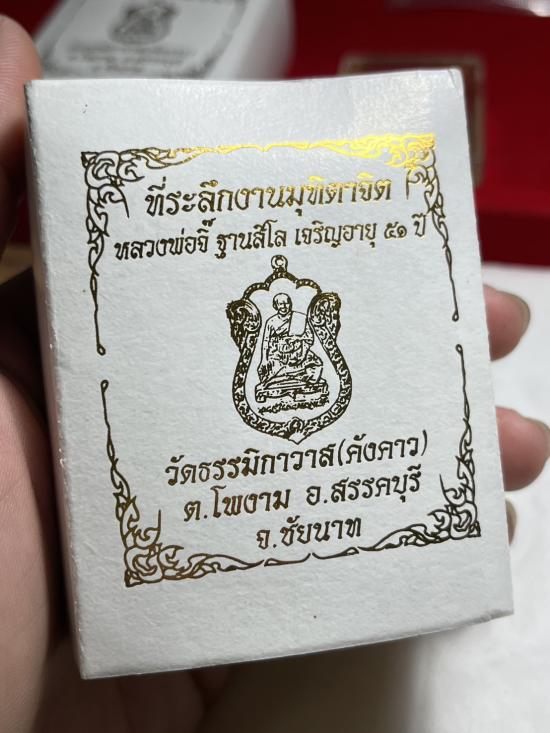 ที่ระลึกงานมุทิตาจิต
หลวงพ่อจิ๊ ฐานสีโล เจริญอายุ ๕๑ ปี
วัดธรรมิกาวาส(ค้างคาว)
ต.โพงาม อ.สรรคบุรี
จ.ชัยนาท